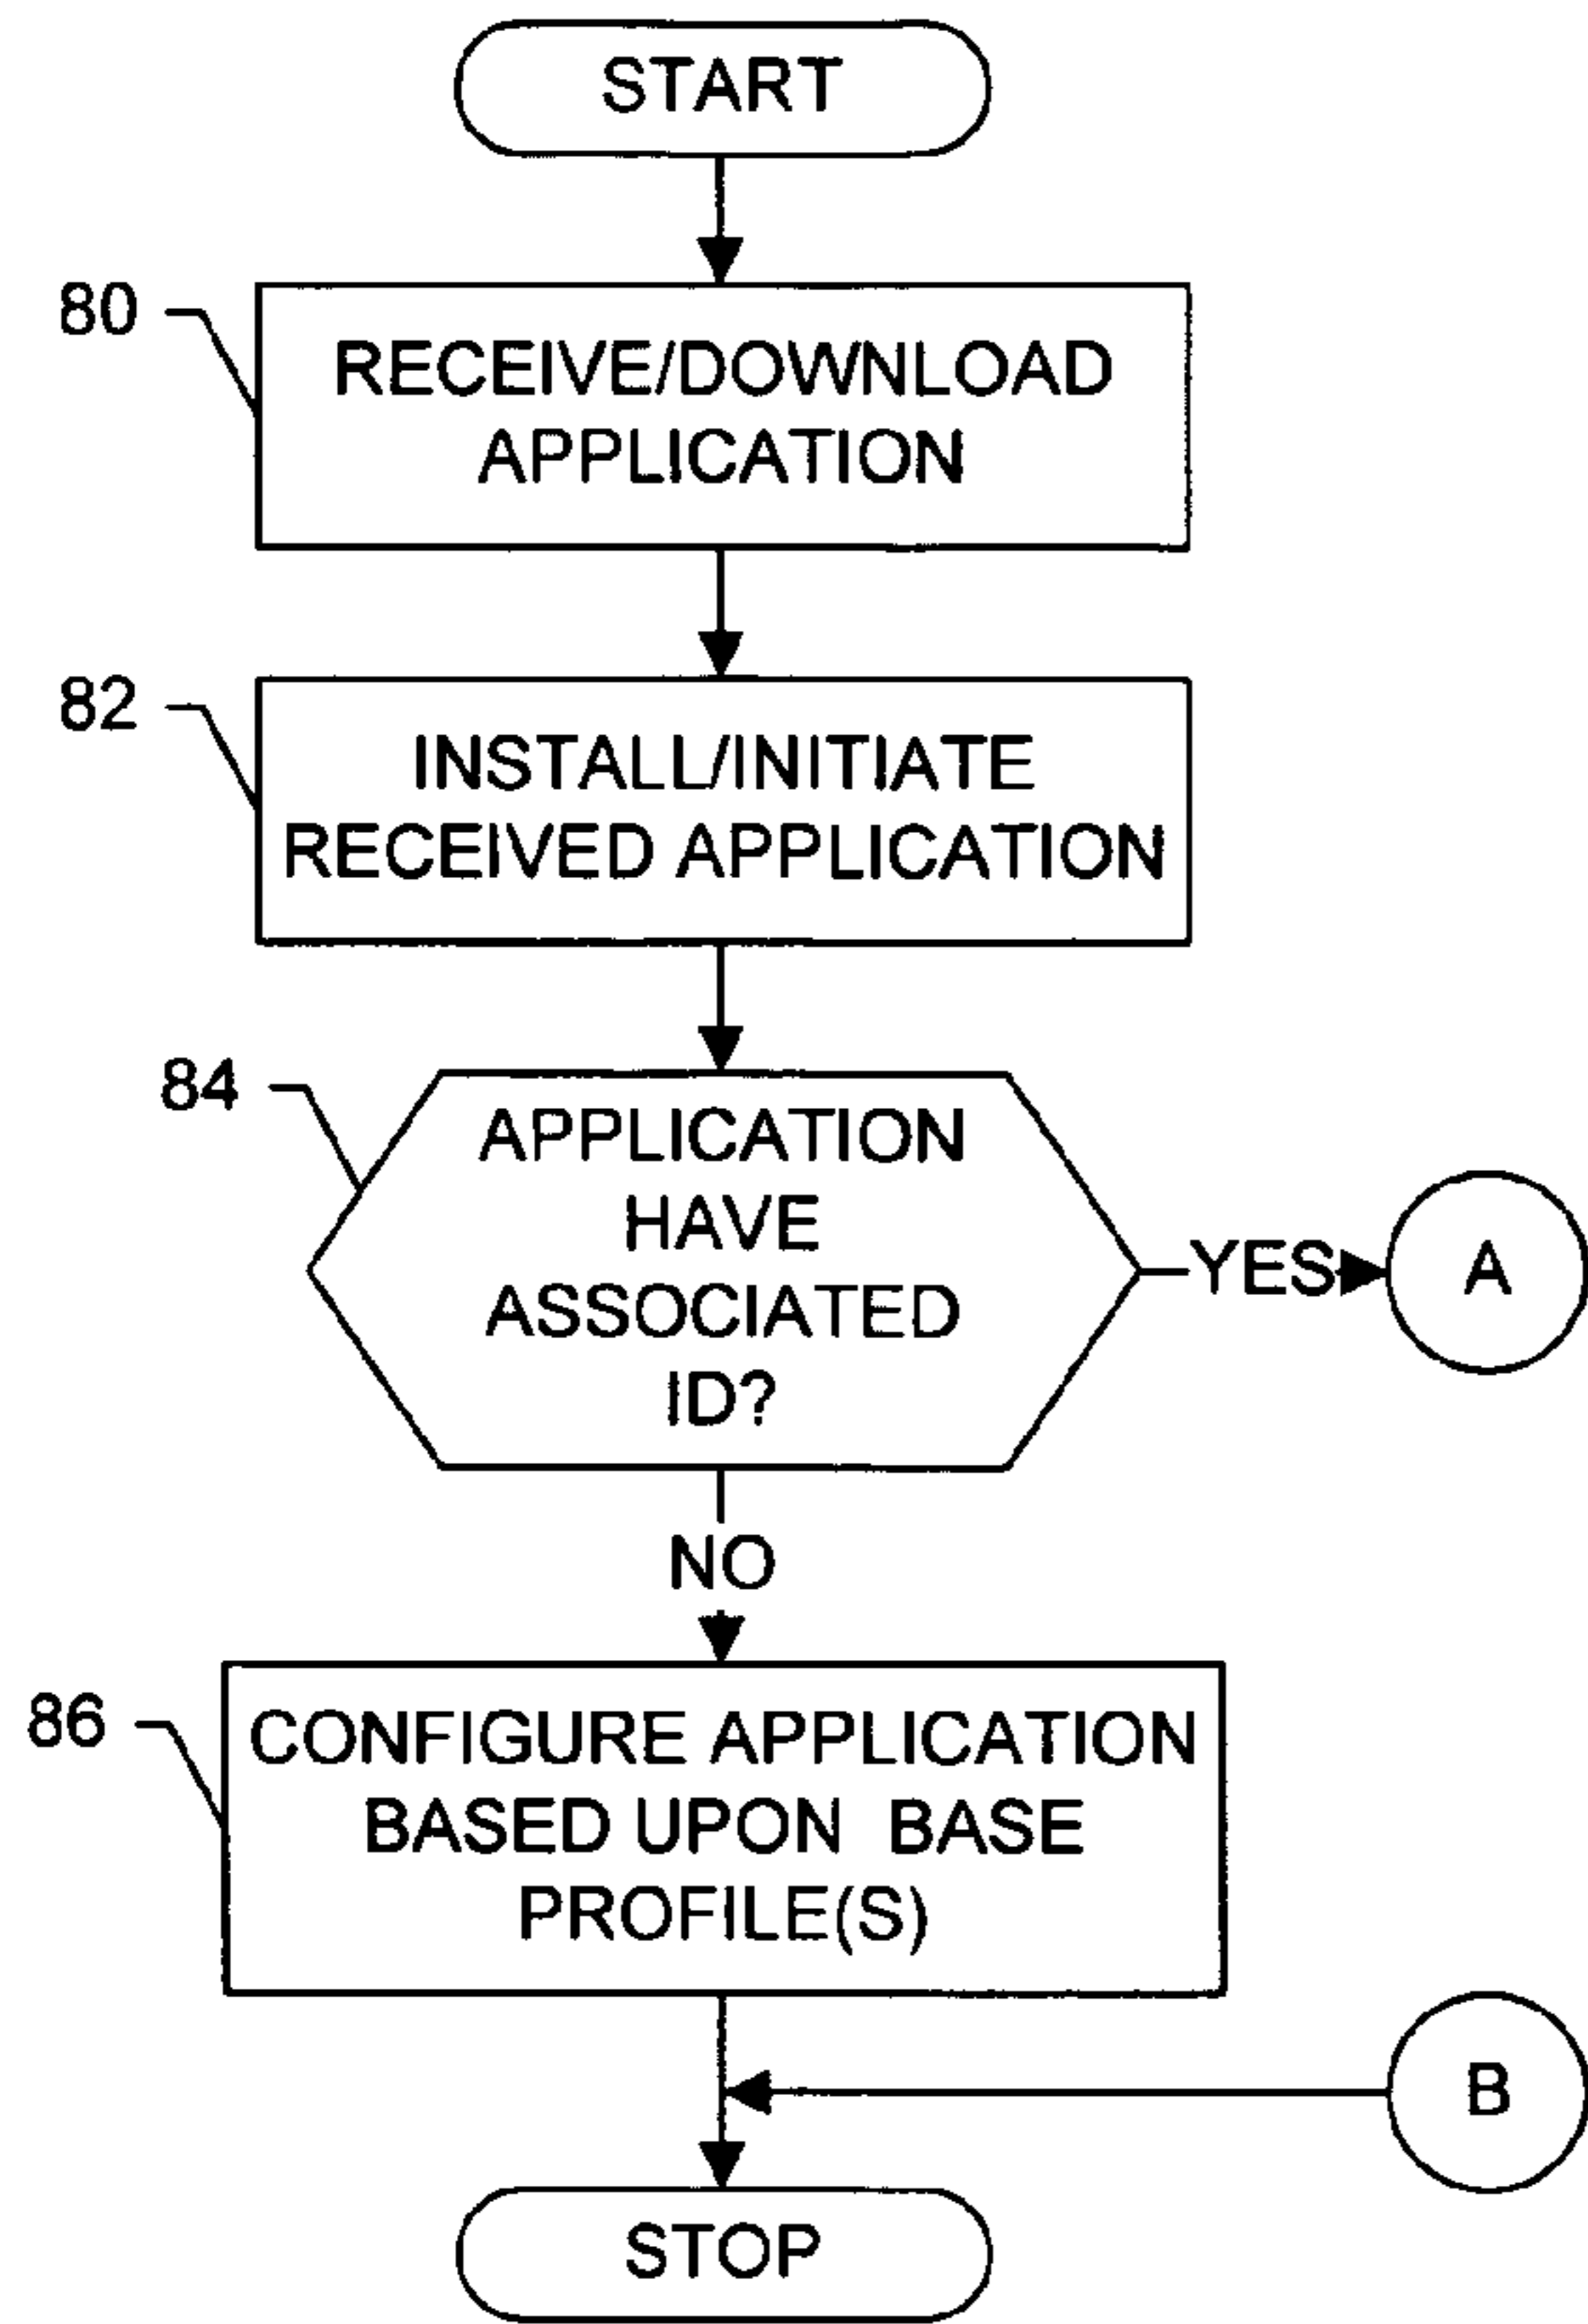 START
80
RECEIVE/DOWNLOAD
APPLICATION
82
INSTALL/INITIATE
RECEIVED APPLICATION
84
APPLICATION
HAVE
ASSOCIATED
ID?
YES
A
NO
86
CONFIGURE APPLICATION
BASED UPON BASE
PROFILE(S)
B
STOP